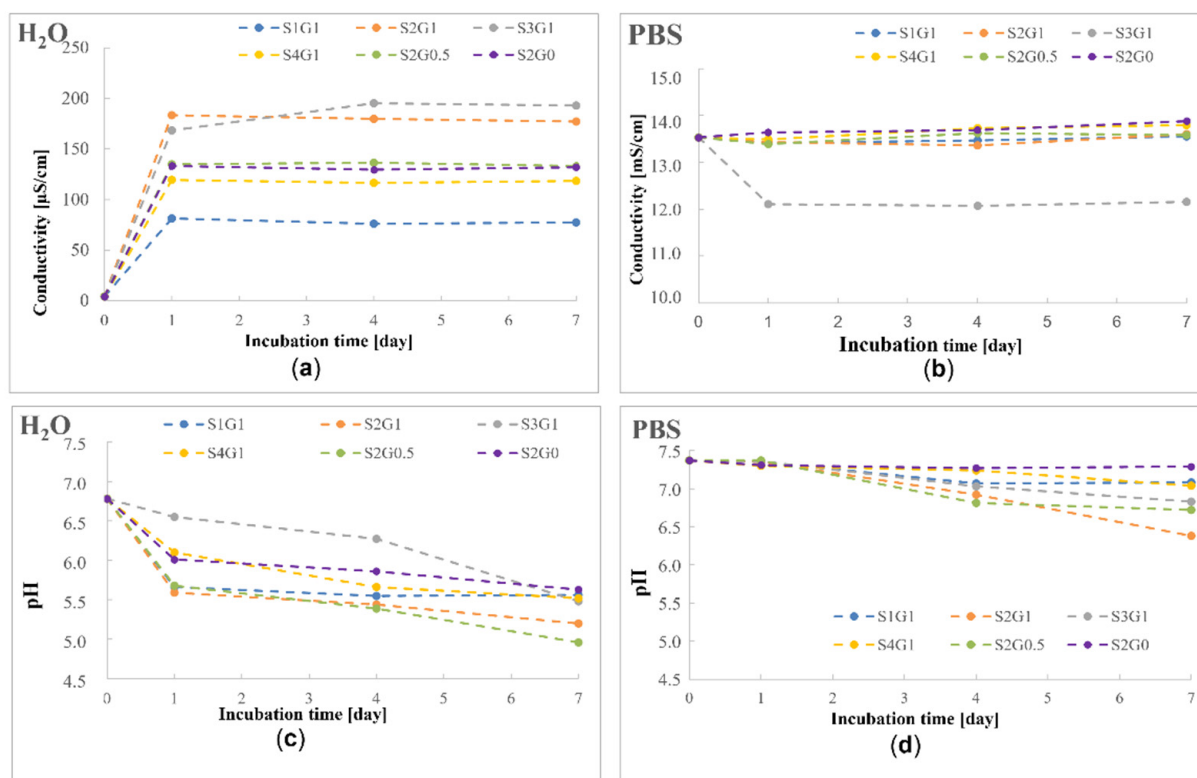 H2O
S1G1 S2G1 S3G1
S4G1 S2G0.5 S2G0
250
200
150
100
50
0
Conductivity [µS/cm]
0 1 2 3 4 5 6 7
Incubation time [day]
(a)
PBS
S1G1 S2G1 S3G1
S4G1 S2G0.5 S2G0
15.0
14.0
13.0
12.0
11.0
10.0
Conductivity [mS/cm]
0 1 2 3 4 5 6 7
Incubation time [day]
(b)
H2O
S1G1 S2G1 S3G1
S4G1 S2G0.5 S2G0
7.5
7.0
6.5
6.0
5.5
5.0
4.5
pH
0 1 2 3 4 5 6 7
Incubation time [day]
(c)
PBS
7.5
7.0
6.5
6.0
5.5
5.0
4.5
pH
S1G1 S2G1 S3G1
S4G1 S2G0.5 S2G0
0 1 2 3 4 5 6 7
Incubation time [day]
(d)